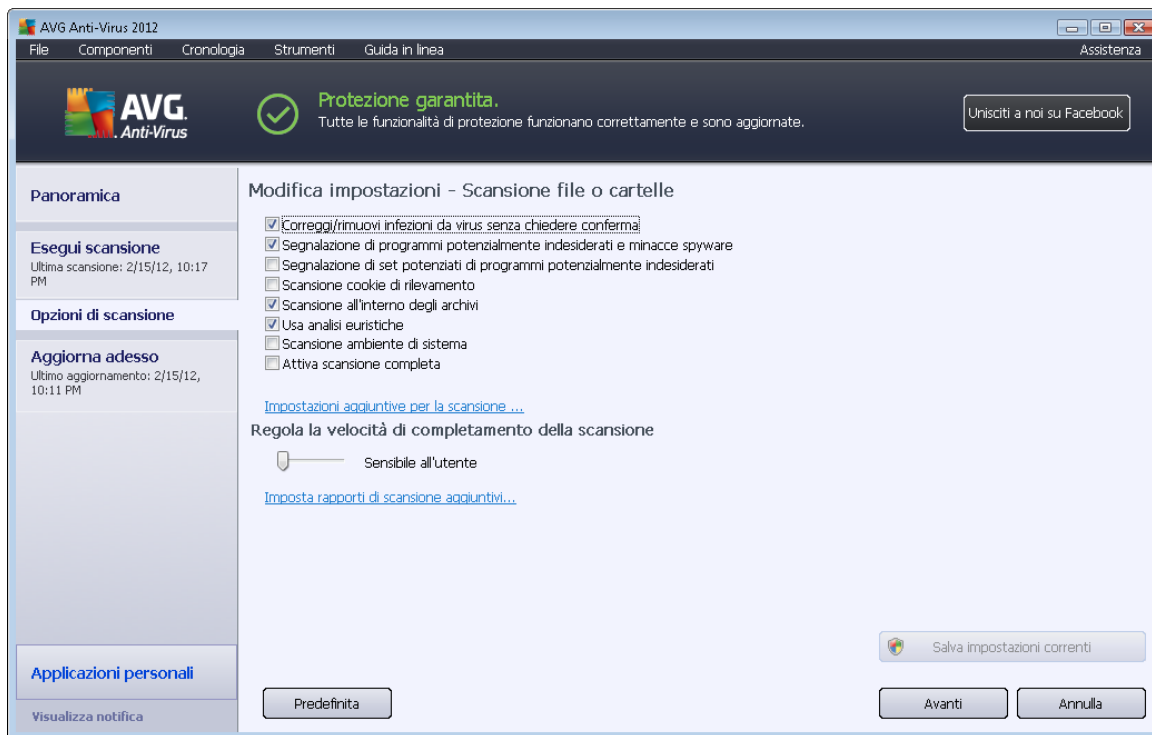 AVG Anti-Virus 2012
File Componenti Cronologia Strumenti Guida in linea Assistenza
AVG.
Anti-Virus
Protezione garantita.
Tutte le funzionalità di protezione funzionano correttamente e sono aggiornate.
Unisciti a noi su Facebook
Panoramica
Esegui scansione
Ultima scansione: 2/15/12, 10:17
PM
Opzioni di scansione
Aggiorna adesso
Ultimo aggiornamento: 2/15/12,
10:11 PM
Applicazioni personali
Visualizza notifica
Modifica impostazioni - Scansione file o cartelle
Correggi/rimuovi infezioni da virus senza chiedere conferma
Segnalazione di programmi potenzialmente indesiderati e minacce spyware
Segnalazione di set potenziati di programmi potenzialmente indesiderati
Scansione cookie di rilevamento
Scansione all'interno degli archivi
Usa analisi euristiche
Scansione ambiente di sistema
Attiva scansione completa
Impostazioni aggiuntive per la scansione ...
Regola la velocità di completamento della scansione
Sensibile all'utente
Imposta rapporti di scansione aggiuntivi...
Salva impostazioni correnti
Predefinita
Avanti
Annulla